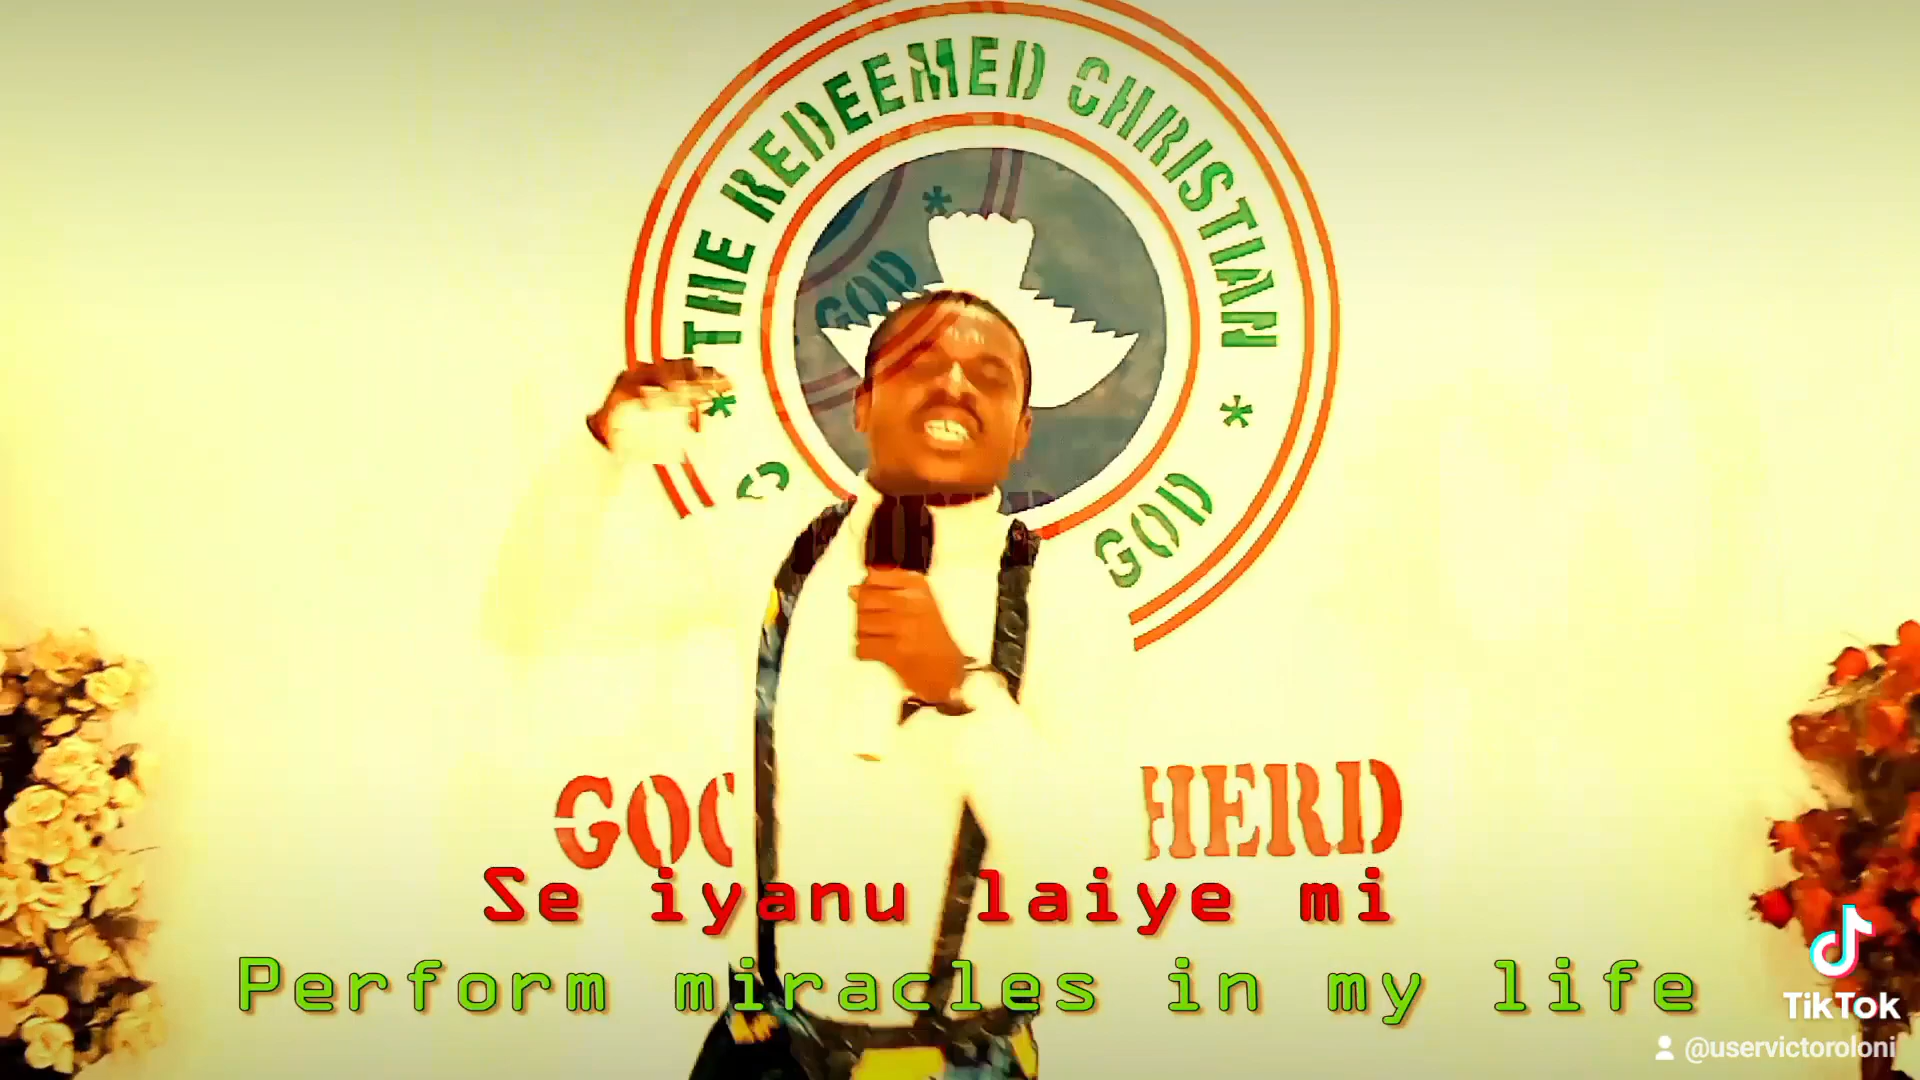 THE REDEEMED CHRISTIAN
* *
GOD
GOD
HERD
Se iyanu laiye mi
Perform miracles in my life
TikTok
@uservictoroloni